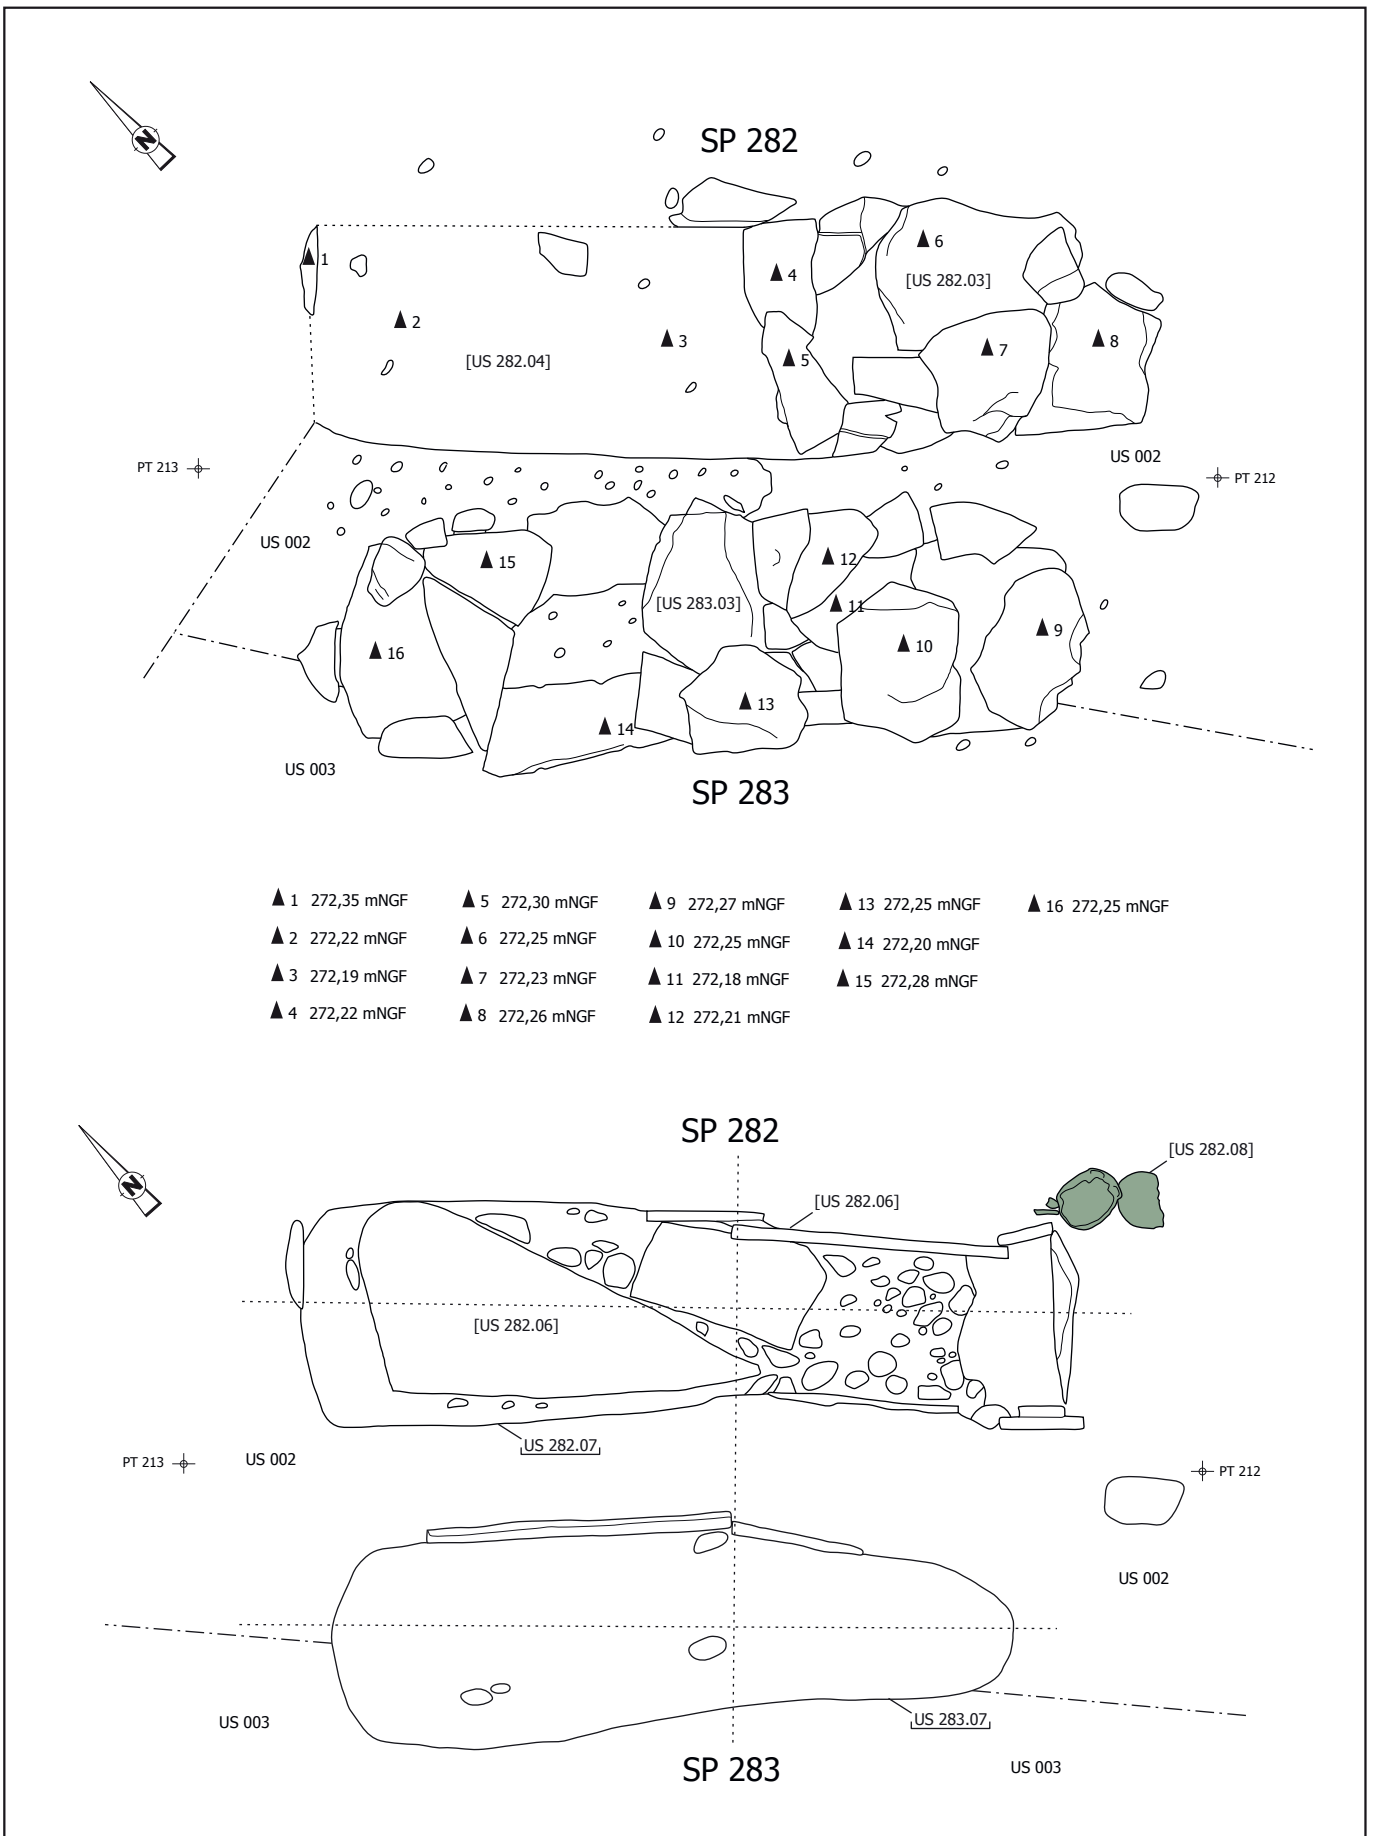 N
SP 282
▲ 6
▲ 1
▲ 4
[US 282.03]
▲ 2
▲ 3
▲ 7
▲ 8
[US 282.04]
▲ 5
US 002
PT 213
PT 212
US 002
▲ 15
▲ 12
[US 283.03]
▲ 11
▲ 9
▲ 10
▲ 16
▲ 13
▲ 14
US 003
SP 283
▲ 1 272,35 mNGF
▲ 2 272,22 mNGF
▲ 3 272,19 mNGF
▲ 4 272,22 mNGF
▲ 5 272,30 mNGF
▲ 6 272,25 mNGF
▲ 7 272,23 mNGF
▲ 8 272,26 mNGF
▲ 9 272,27 mNGF
▲ 10 272,25 mNGF
▲ 11 272,18 mNGF
▲ 12 272,21 mNGF
▲ 13 272,25 mNGF
▲ 14 272,20 mNGF
▲ 15 272,28 mNGF
▲ 16 272,25 mNGF
N
SP 282
[US 282.08]
[US 282.06]
[US 282.06]
US 282.07
PT 213
US 002
PT 212
US 002
US 003
US 283.07
SP 283
US 003